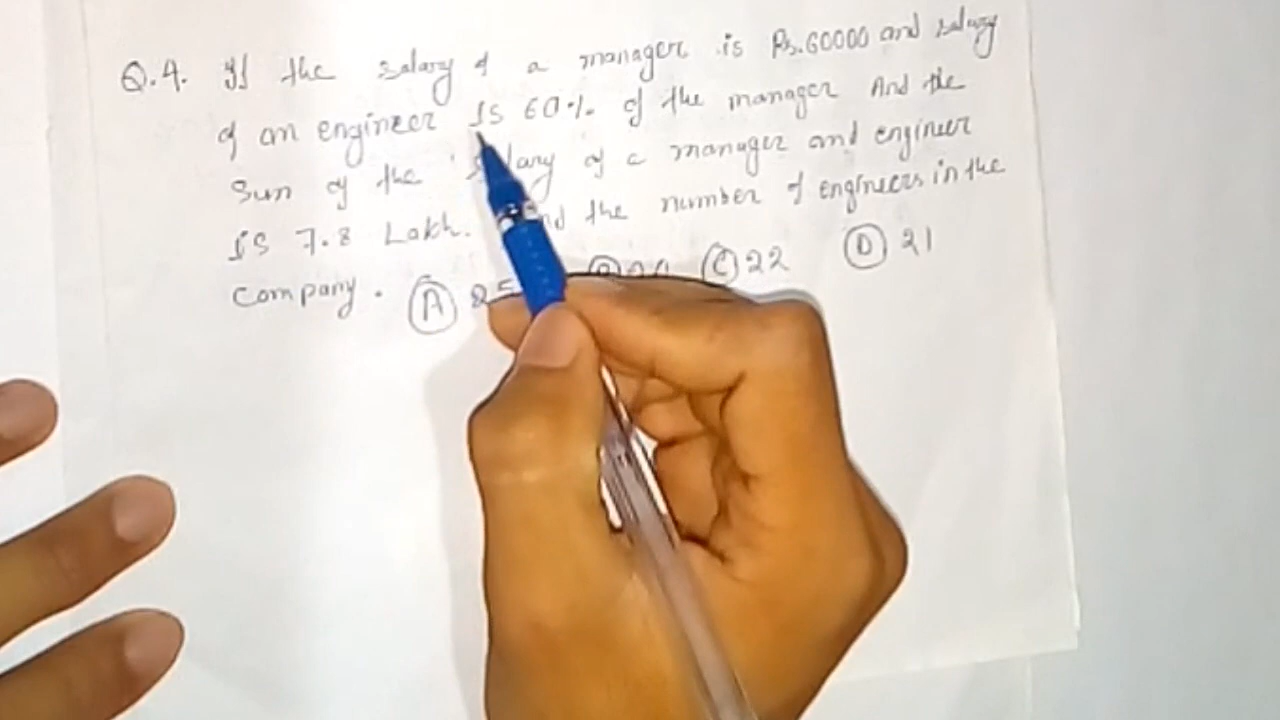 Q.4. If the salary of a manager is Rs.60000 and salary
of an engineer is 60% of the manager And the
Sum of the salary of a manager and engineer
is 7.8 Lakh. the number of engineers in the
Company. (A) 25 (C) 22 (D) 21